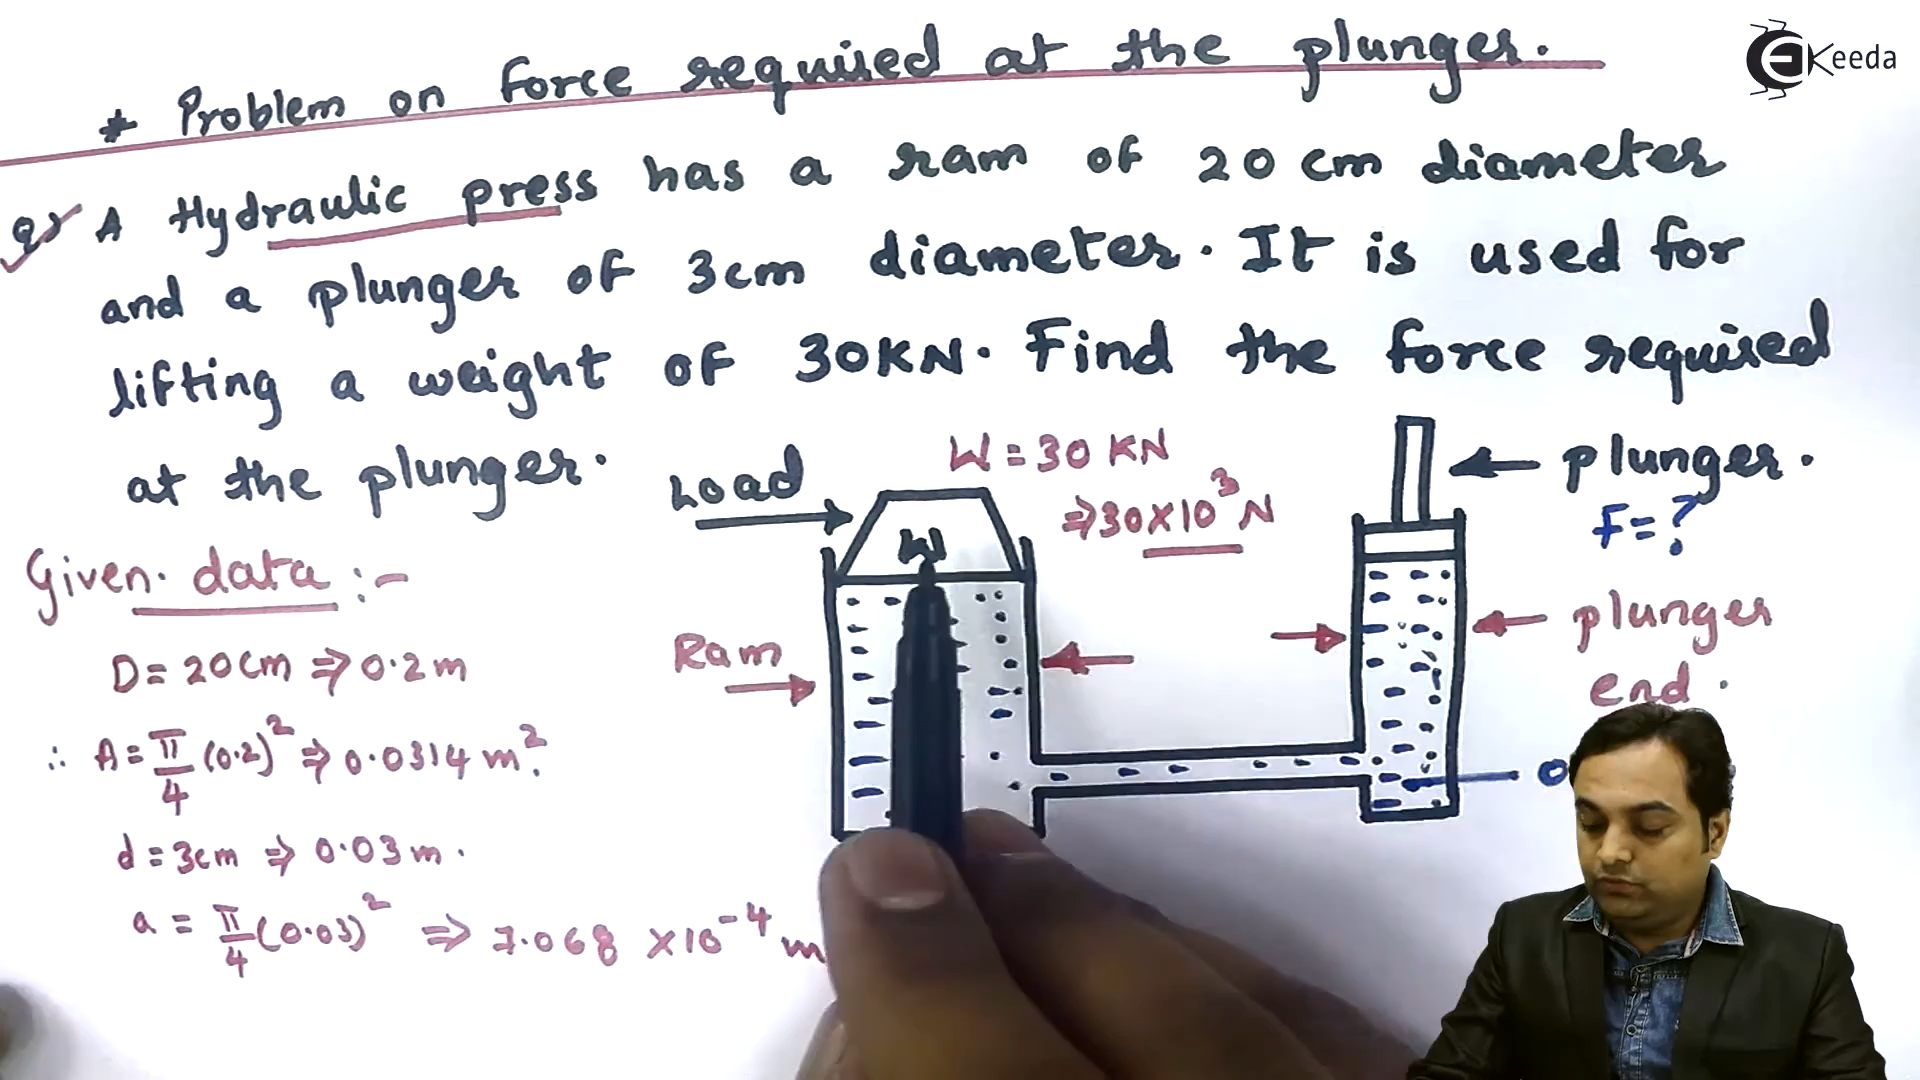 * Problem on force required at the plunger.
EKeeda
Q> A Hydraulic press has a ram of 20 cm diameter
and a plunger of 3cm diameter. It is used for
lifting a weight of 30KN. Find the force required
at the plunger.
Load
W = 30 KN
⇒30×10³ N
plunger.
F=?
W
Given data :-
D = 20cm ⇒ 0.2m
∴ A = π/4 (0.2)² ⇒ 0.0314 m².
d = 3cm ⇒ 0.03m.
a = π/4 (0.03)² ⇒ 7.068 ×10⁻⁴ m
Ram
plunger
end.